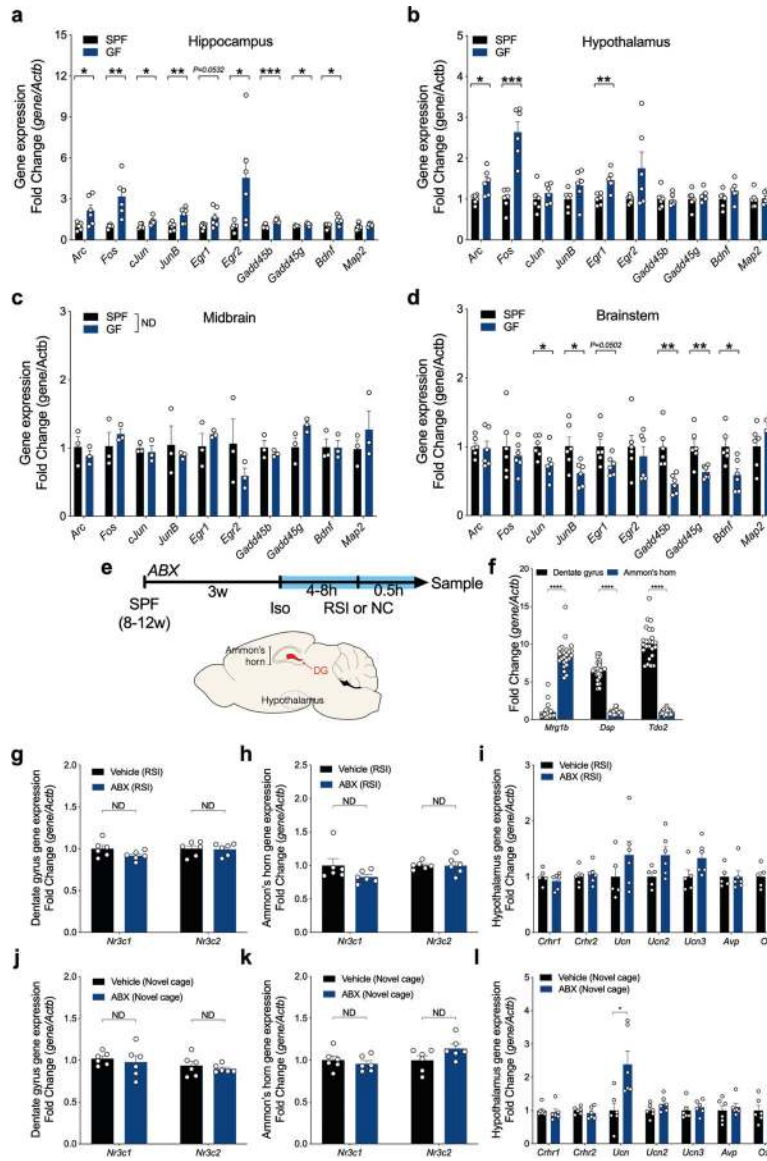 a
Hippocampus
SPF
GF
Gene expression
Fold Change (gene/Actb)
15
12
9
6
3
0
* ** * ** P=0.0532 * *** * *
Arc Fos cJun JunB Egr1 Egr2 Gadd45b Gadd45g Bdnf Map2
b
Hypothalamus
SPF
GF
Gene expression
Fold Change (gene/Actb)
5
4
3
2
1
0
* *** **
Arc Fos cJun JunB Egr1 Egr2 Gadd45b Gadd45g Bdnf Map2
c
Midbrain
SPF
GF
ND
Gene expression
Fold Change (gene/Actb)
3
2
1
0
Arc Fos cJun JunB Egr1 Egr2 Gadd45b Gadd45g Bdnf Map2
d
Brainstem
SPF
GF
Gene expression
Fold Change (gene/Actb)
3
2
1
0
* * P=0.0502 ** ** *
Arc Fos cJun JunB Egr1 Egr2 Gadd45b Gadd45g Bdnf Map2
e
ABX
3w 4-8h 0.5h Sample
SPF Iso RSI or NC
(8-12w)
Ammon's
horn
DG
Hypothalamus
f
Dentate gyrus Ammon's horn
Fold Change (gene/Actb)
20
15
10
5
0
**** **** ****
Mrg1b Dsp Tdo2
g
Vehicle (RSI)
ABX (RSI)
Dentate gyrus gene expression
Fold Change (gene/Actb)
2.0
1.5
1.0
0.5
0.0
ND ND
Nr3c1 Nr3c2
h
Vehicle (RSI)
ABX (RSI)
Ammon's horn gene expression
Fold Change (gene/Actb)
2.5
2.0
1.5
1.0
0.5
0.0
ND ND
Nr3c1 Nr3c2
i
Vehicle (RSI)
ABX (RSI)
Hypothalamus gene expression
Fold Change (gene/Actb)
3
2
1
0
Crhr1 Crhr2 Ucn Ucn2 Ucn3 Avp
j
Vehicle (Novel cage)
ABX (Novel cage)
Dentate gyrus gene expression
Fold Change (gene/Actb)
2.0
1.5
1.0
0.5
0.0
ND ND
Nr3c1 Nr3c2
k
Vehicle (Novel cage)
ABX (Novel cage)
Ammon's horn gene expression
Fold Change (gene/Actb)
2.0
1.5
1.0
0.5
0.0
ND ND
Nr3c1 Nr3c2
l
Vehicle (Novel cage)
ABX (Novel cage)
Hypothalamus gene expression
Fold Change (gene/Actb)
5
4
3
2
1
0
*
Crhr1 Crhr2 Ucn Ucn2 Ucn3 Avp